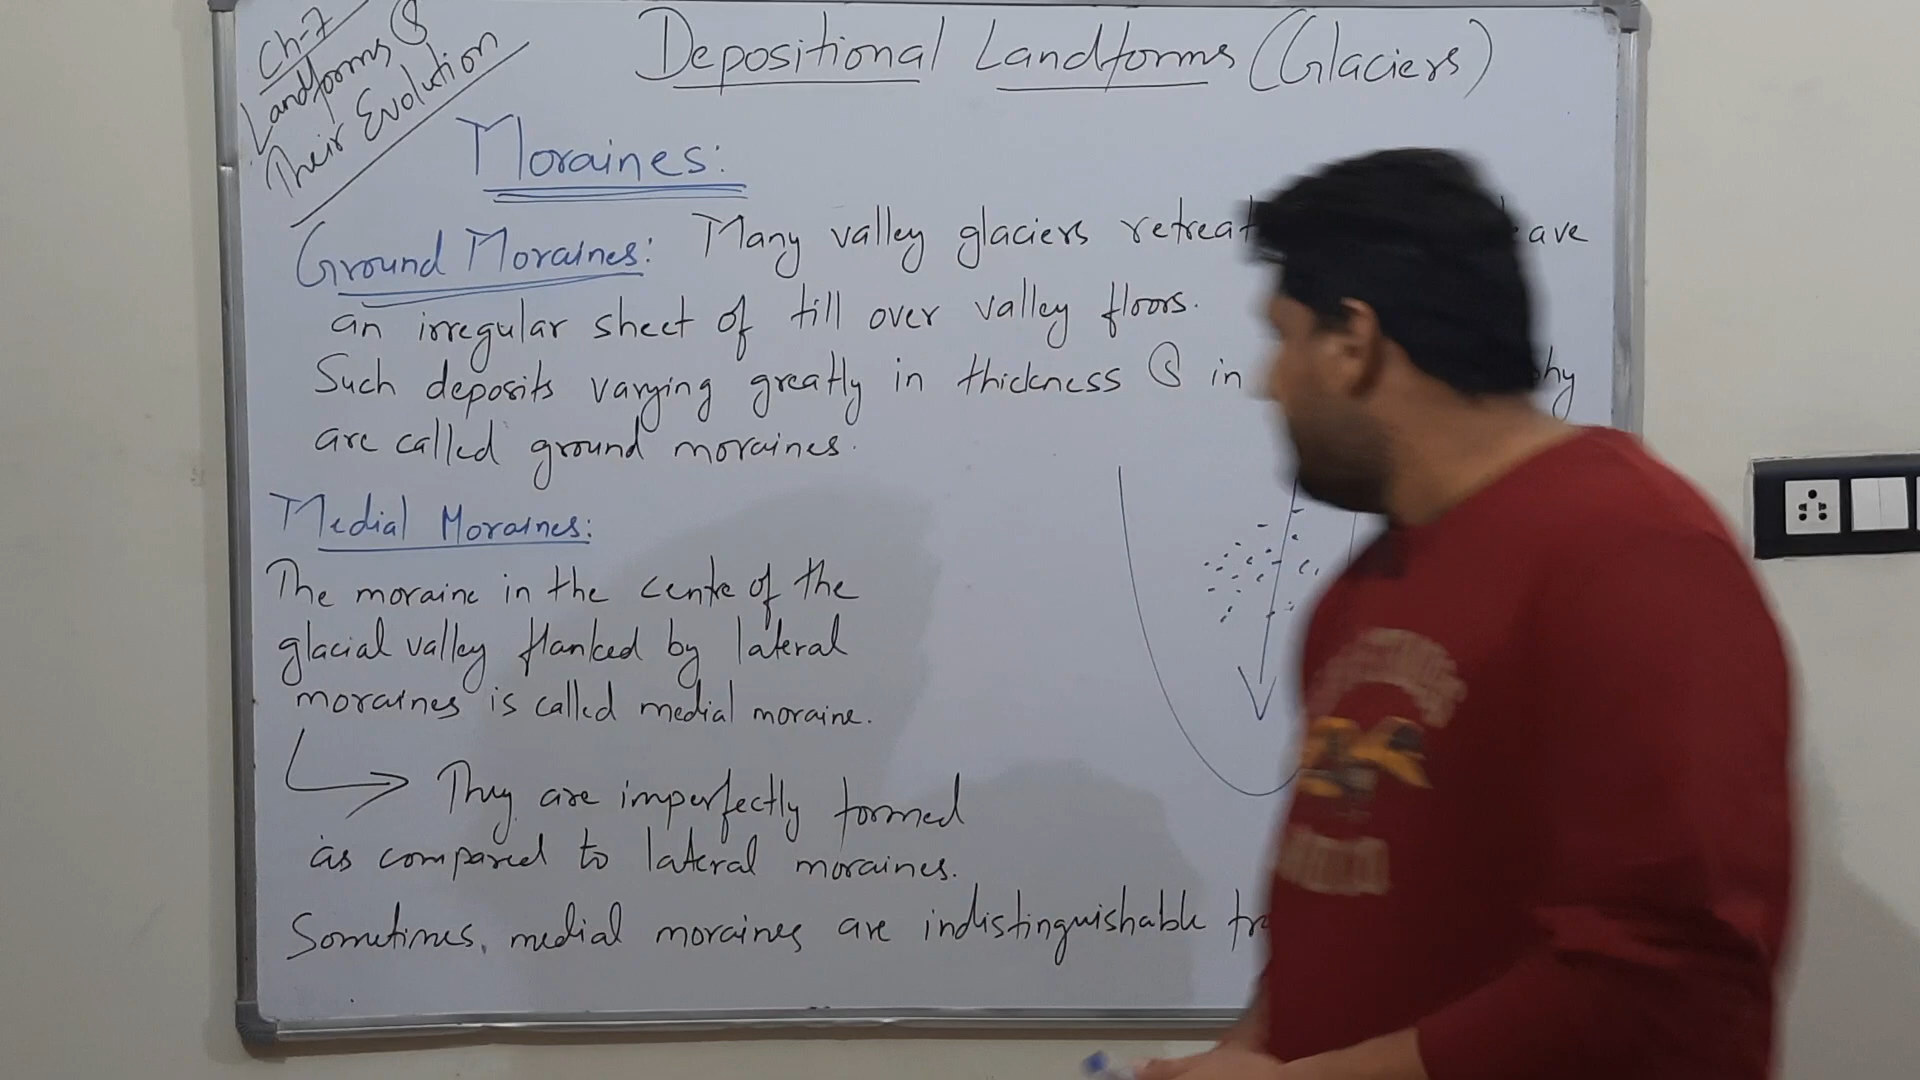 Ch-7
Landforms &
Their Evolution
Depositional Landforms (Glaciers)
Moraines:
Ground Moraines: Many valley glaciers retreat
an irregular sheet of till over valley floors.
Such deposits varying greatly in thickness & in
are called ground moraines.
Medial Moraines:
The moraine in the centre of the
glacial valley flanked by lateral
moraines is called medial moraine.
They are imperfectly formed
as compared to lateral moraines.
Sometimes, medial moraines are indistinguishable